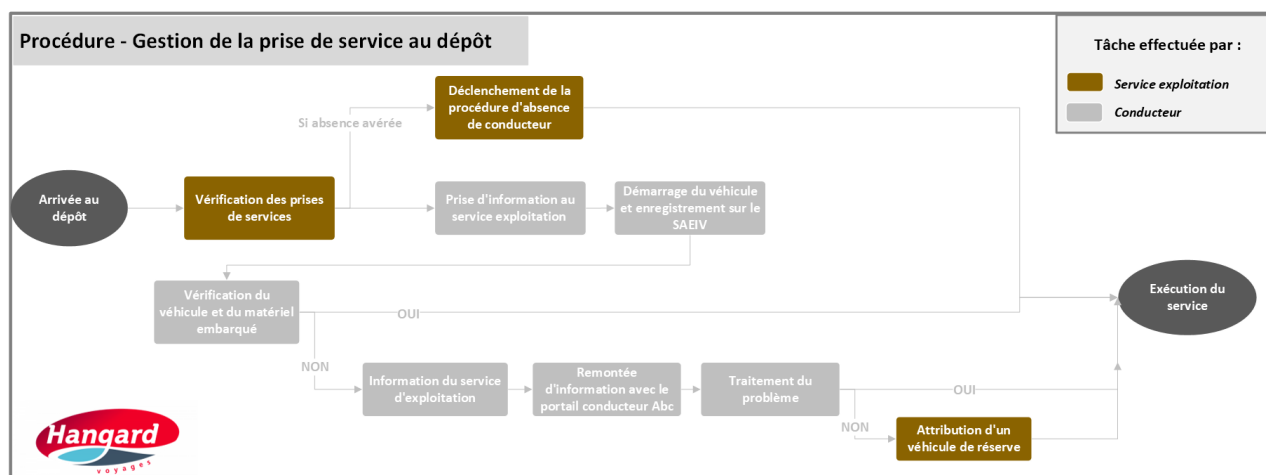 Procédure - Gestion de la prise de service au dépôt
Tâche effectuée par :
Service exploitation
Conducteur
Déclenchement de la
procédure d'absence
de conducteur
Si absence avérée
Arrivée au
dépôt
Vérification des prises
de services
Prise d'information au
service exploitation
Démarrage du véhicule
et enregistrement sur le
SAEIV
Vérification du
véhicule et du matériel
embarqué
OUI
Exécution du
service
NON
Information du service
d'exploitation
Remontée
d'information avec le
portail conducteur Abc
Traitement du
problème
OUI
NON
Attribution d'un
véhicule de réserve
Hangard
voyages